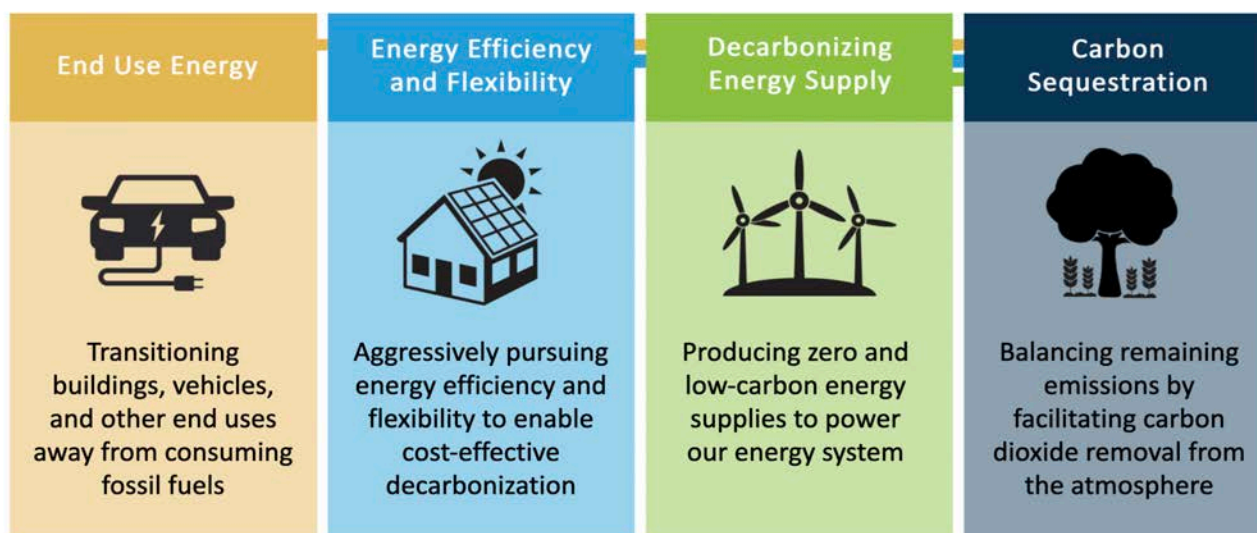 End Use Energy
Transitioning
buildings, vehicles,
and other end uses
away from consuming
fossil fuels
Energy Efficiency
and Flexibility
Aggressively pursuing
energy efficiency and
flexibility to enable
cost-effective
decarbonization
Decarbonizing
Energy Supply
Producing zero and
low-carbon energy
supplies to power
our energy system
Carbon
Sequestration
Balancing remaining
emissions by
facilitating carbon
dioxide removal from
the atmosphere